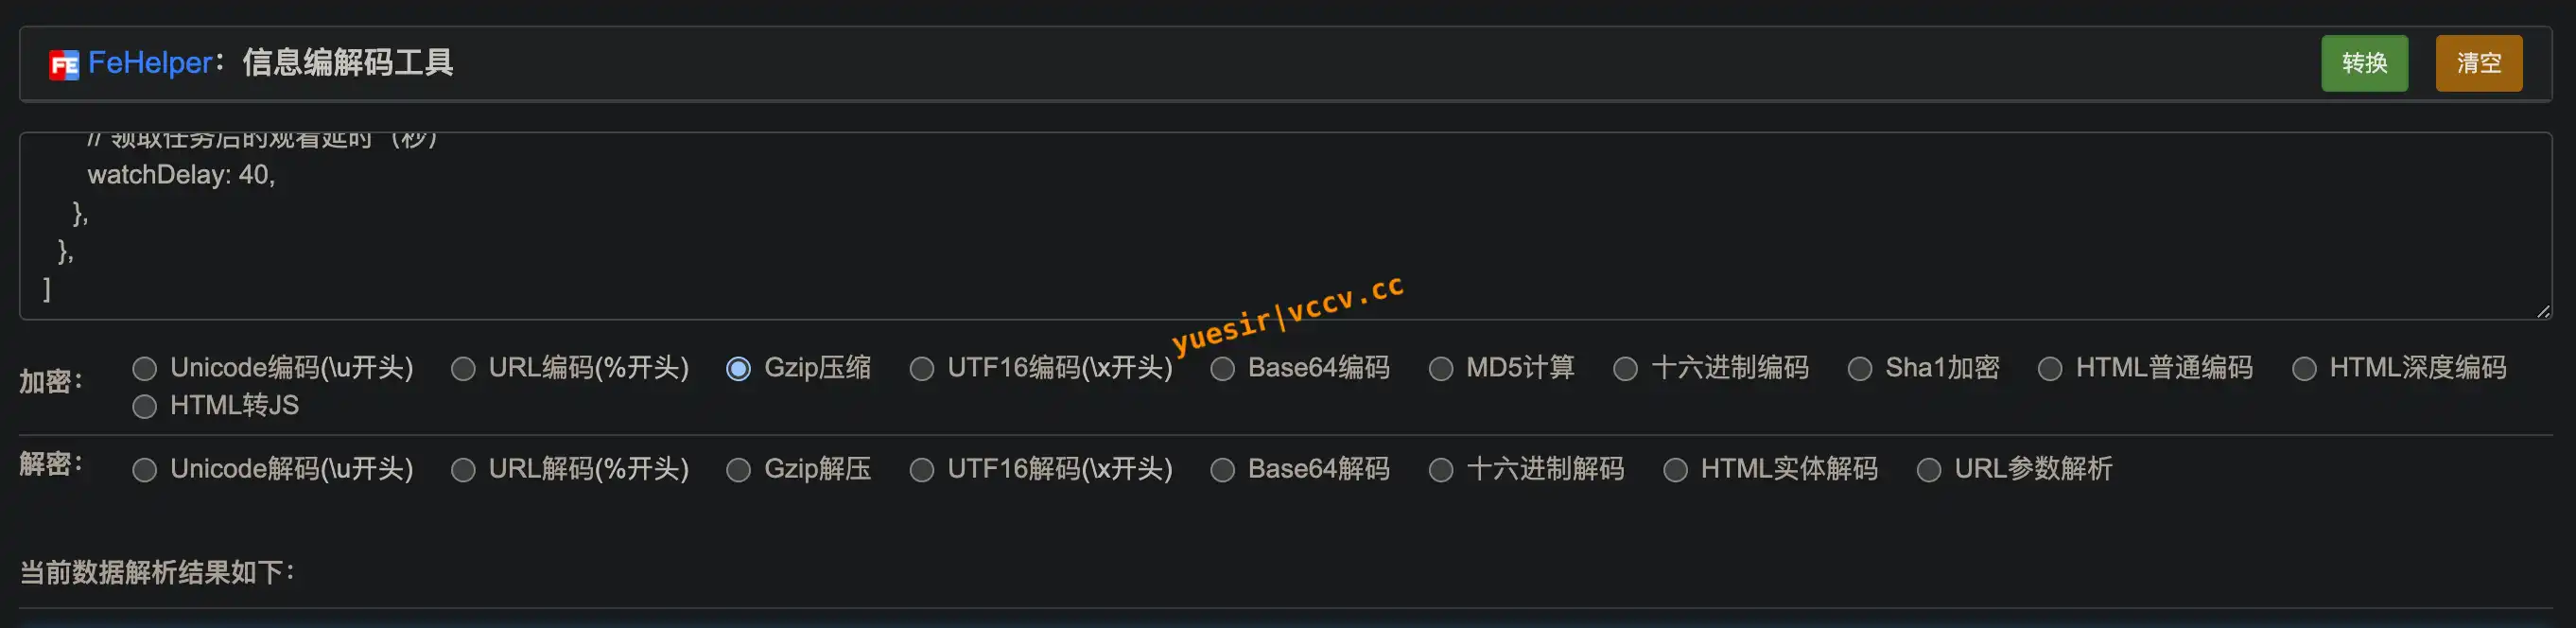 FeHelper：信息编解码工具
转换
清空
// 领取任务后的观看延时（秒）
watchDelay: 40,
},
},
]
yuesir|vccv.cc
加密：
Unicode编码(\u开头)
URL编码(%开头)
Gzip压缩
UTF16编码(\x开头)
Base64编码
MD5计算
十六进制编码
Sha1加密
HTML普通编码
HTML深度编码
HTML转JS
解密：
Unicode解码(\u开头)
URL解码(%开头)
Gzip解压
UTF16解码(\x开头)
Base64解码
十六进制解码
HTML实体解码
URL参数解析
当前数据解析结果如下：